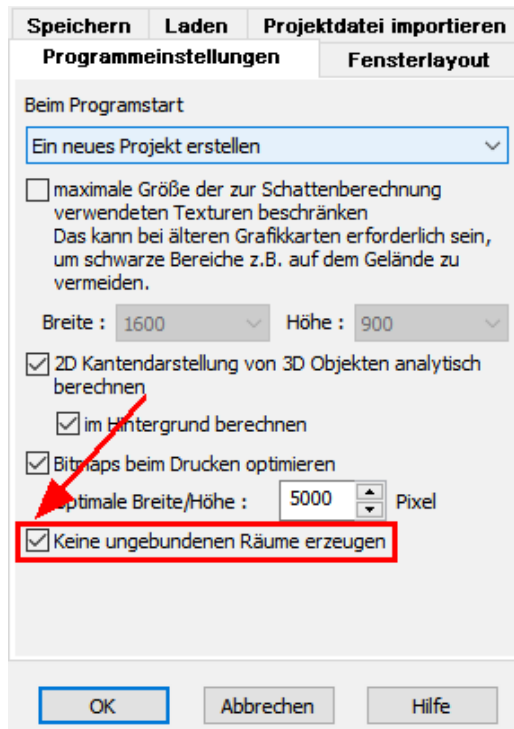 Speichern Laden Projektdatei importieren
Programmeinstellungen Fensterlayout
Beim Programstart
Ein neues Projekt erstellen
maximale Größe der zur Schattenberechnung
verwendeten Texturen beschränken
Das kann bei älteren Grafikkarten erforderlich sein,
um schwarze Bereiche z.B. auf dem Gelände zu
vermeiden.
Breite : 1600 Höhe : 900
2D Kantendarstellung von 3D Objekten analytisch
berechnen
im Hintergrund berechnen
Bitmaps beim Drucken optimieren
Optimale Breite/Höhe : 5000 Pixel
Keine ungebundenen Räume erzeugen
OK Abbrechen Hilfe